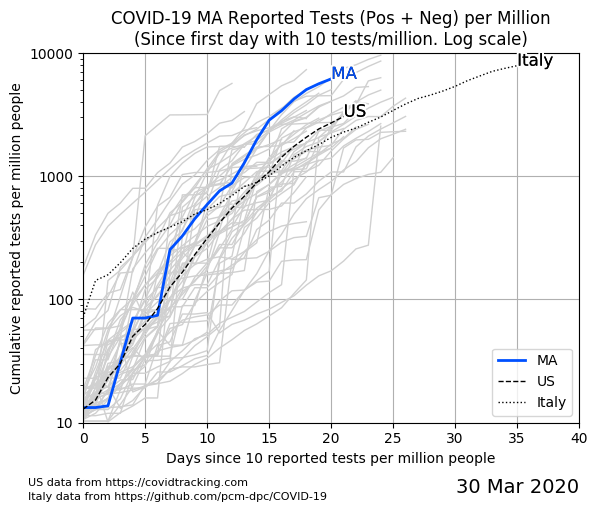 COVID-19 MA Reported Tests (Pos + Neg) per Million
(Since first day with 10 tests/million. Log scale)
Cumulative reported tests per million people
10000
1000
100
10
Italy
MA
US
MA
US
Italy
0 5 10 15 20 25 30 35 40
Days since 10 reported tests per million people
US data from https://covidtracking.com
Italy data from https://github.com/pcm-dpc/COVID-19
30 Mar 2020